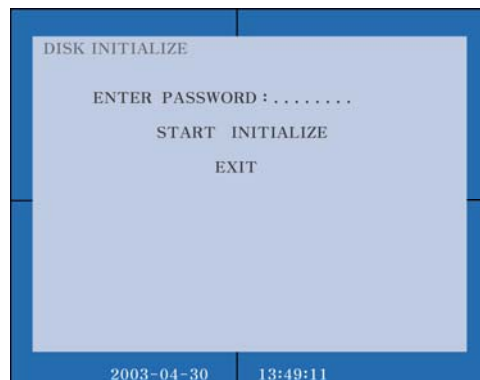 DISK INITIALIZE
ENTER PASSWORD : ........
START INITIALIZE
EXIT
2003-04-30 13:49:11